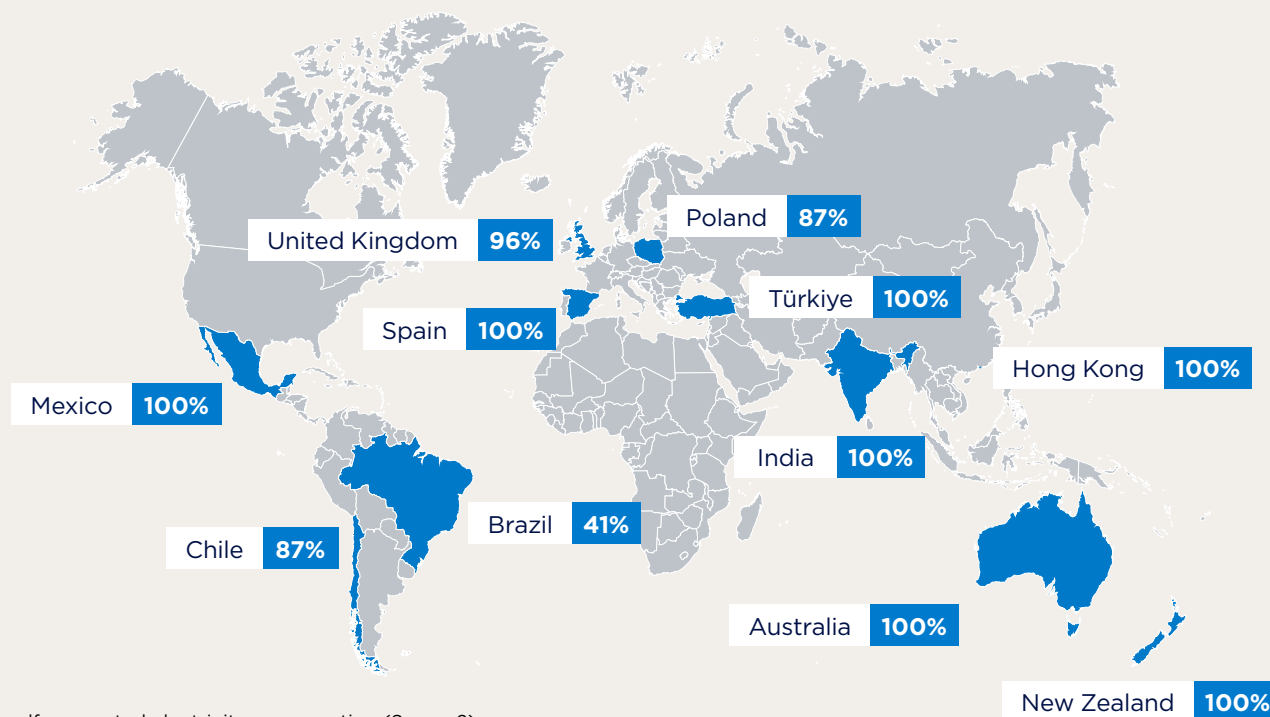 Poland 87%
United Kingdom 96%
Türkiye 100%
Spain 100%
Hong Kong 100%
Mexico 100%
India 100%
Brazil 41%
Chile 87%
Australia 100%
New Zealand 100%